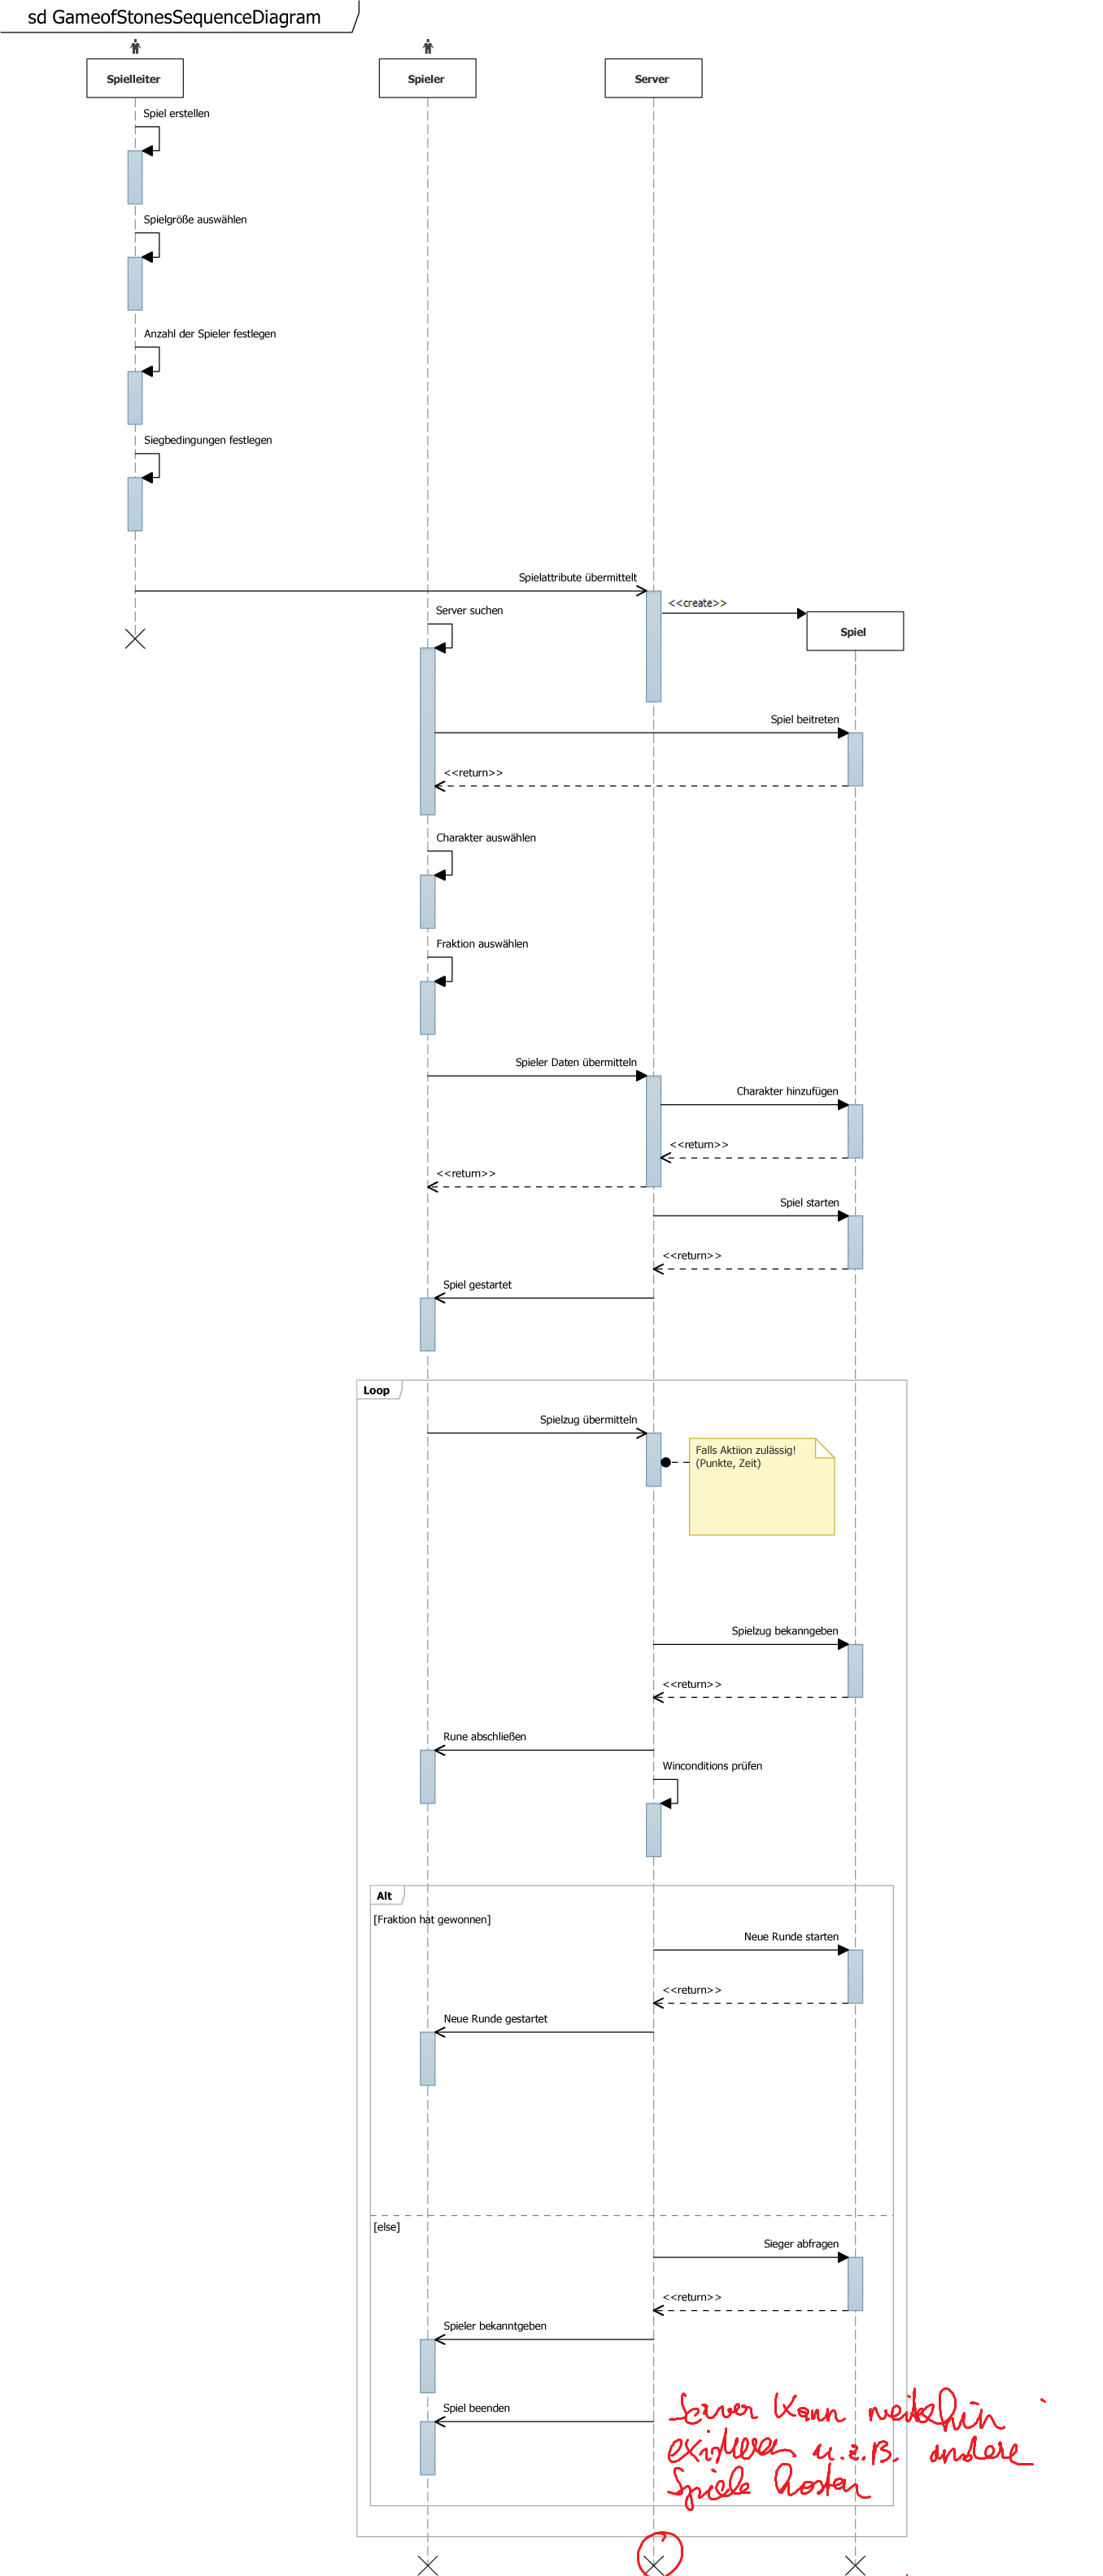 sd GameofStonesSequenceDiagram
Spielleiter
Spieler
Server
Spiel erstellen
Spielgröße auswählen
Anzahl der Spieler festlegen
Siegbedingungen festlegen
Spielattribute übermittelt
<<create>>
Server suchen
Spiel
Spiel beitreten
<<return>>
Charakter auswählen
Fraktion auswählen
Spieler Daten übermitteln
Charakter hinzufügen
<<return>>
<<return>>
Spiel starten
<<return>>
Spiel gestartet
Loop
Spielzug übermitteln
Falls Aktiion zulässig!
(Punkte, Zeit)
Spielzug bekanngeben
<<return>>
Rune abschließen
Winconditions prüfen
Alt
[Fraktion hat gewonnen]
Neue Runde starten
<<return>>
Neue Runde gestartet
[else]
Sieger abfragen
<<return>>
Spieler bekanntgeben
Spiel beenden
Server kann weiterhin
existieren u. z.B. andere
Spiele hosten